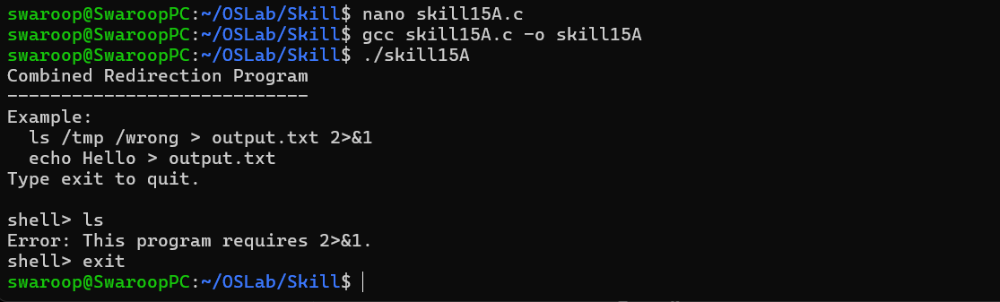 swaroop@SwaroopPC:~/OSLab/Skill$ nano skill15A.c
swaroop@SwaroopPC:~/OSLab/Skill$ gcc skill15A.c -o skill15A
swaroop@SwaroopPC:~/OSLab/Skill$ ./skill15A
Combined Redirection Program
----------------------------
Example:
  ls /tmp /wrong > output.txt 2>&1
  echo Hello > output.txt
Type exit to quit.

shell> ls
Error: This program requires 2>&1.
shell> exit
swaroop@SwaroopPC:~/OSLab/Skill$